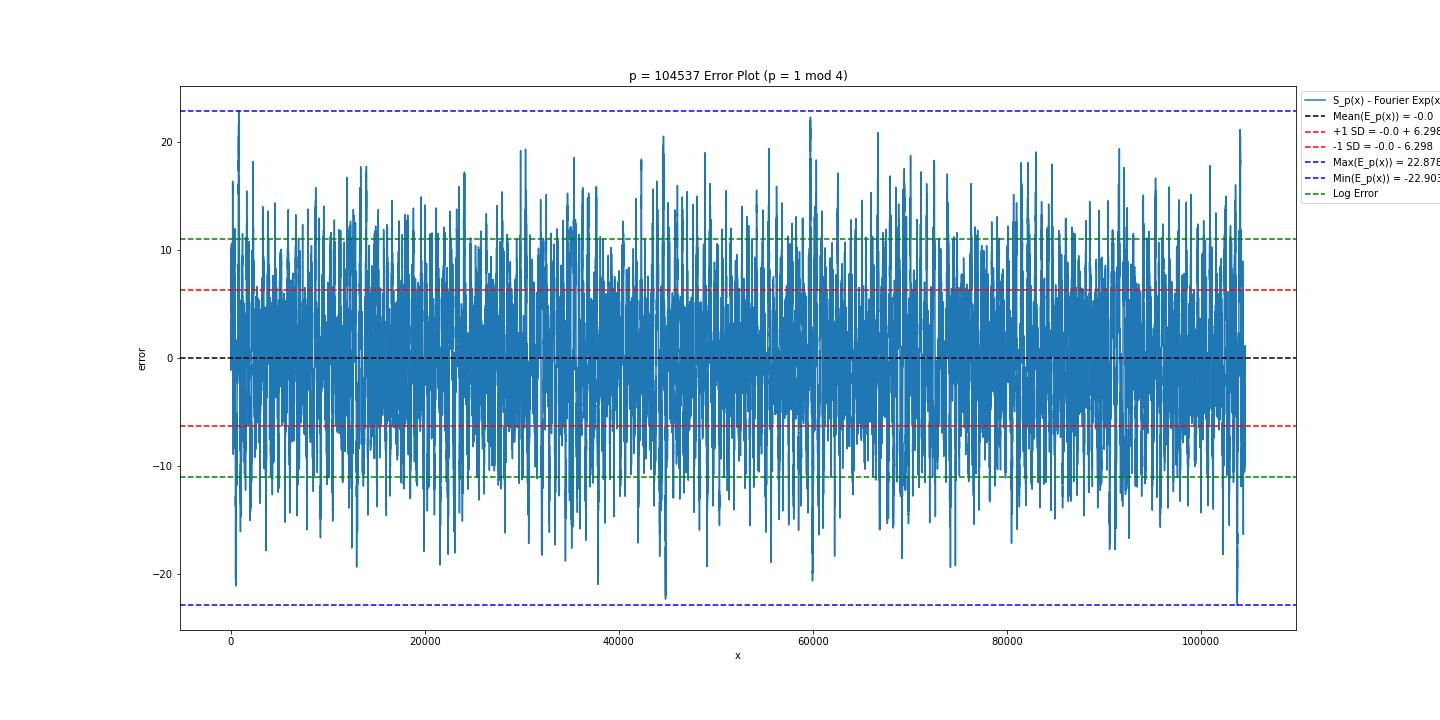 p = 104537 Error Plot (p = 1 mod 4)
S_p(x) - Fourier Exp(x
Mean(E_p(x)) = -0.0
+1 SD = -0.0 + 6.298
-1 SD = -0.0 - 6.298
Max(E_p(x)) = 22.878
Min(E_p(x)) = -22.903
Log Error
error
20
10
0
−10
−20
0 20000 40000 60000 80000 100000
x